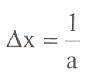 Δx = 1/a